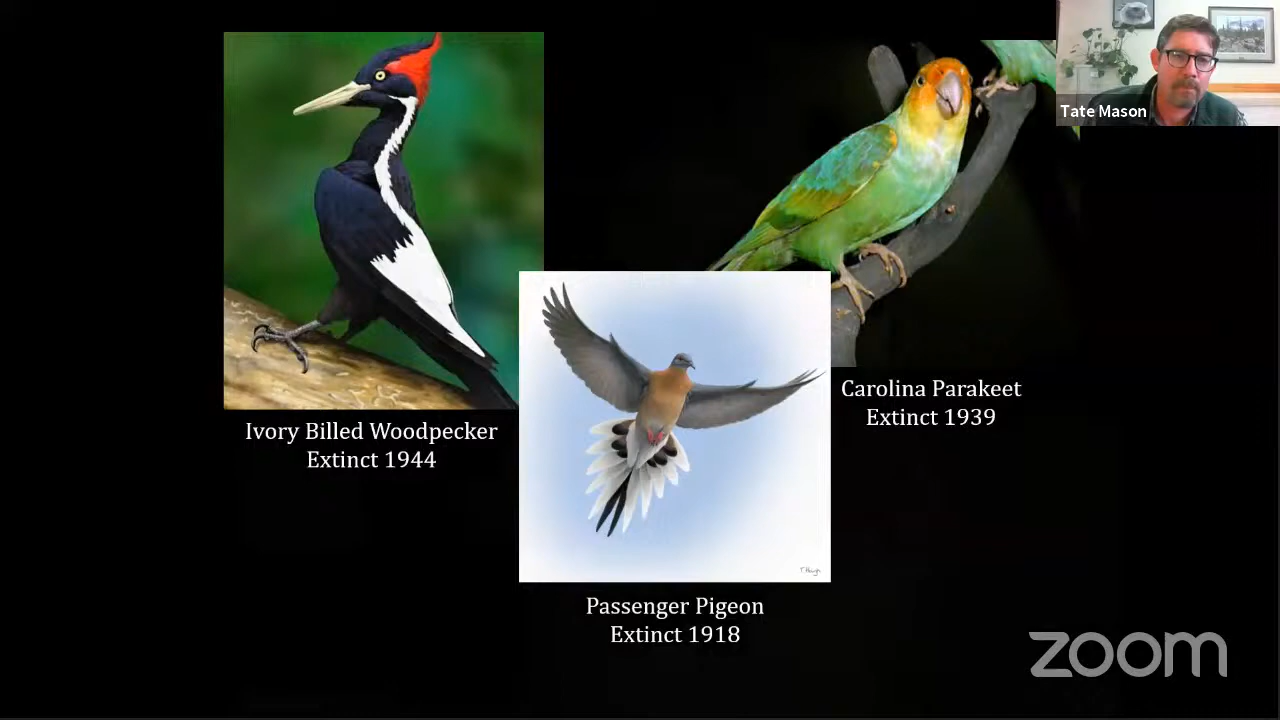 Tate Mason
Ivory Billed Woodpecker
Extinct 1944
Carolina Parakeet
Extinct 1939
Passenger Pigeon
Extinct 1918
zoom